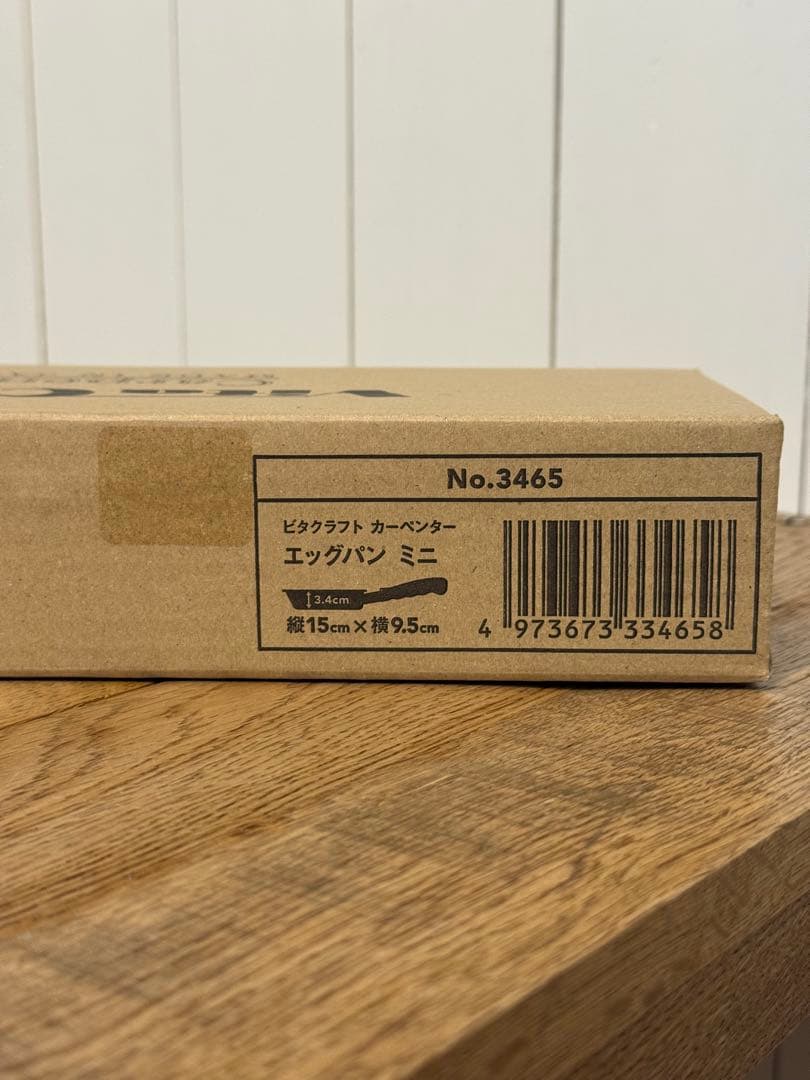 No.3465
ビタクラフト カーペンター
エッグパン ミニ
3.4cm
縦15cm×横9.5cm
4 973673 334658